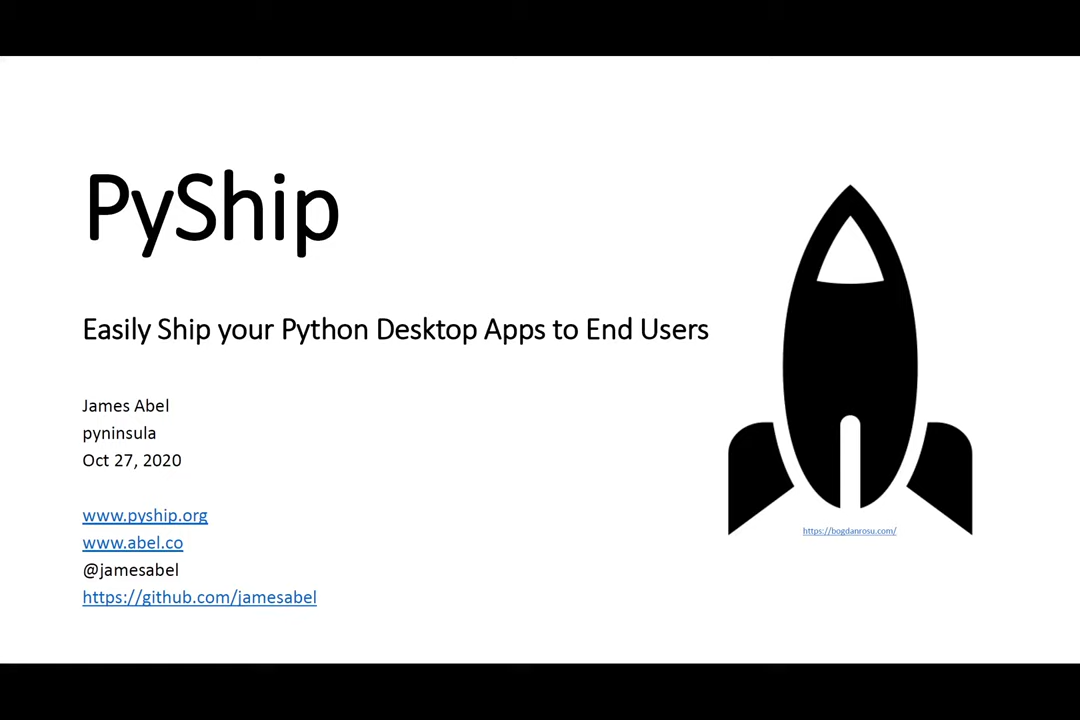 PyShip
Easily Ship your Python Desktop Apps to End Users
James Abel
pyninsula
Oct 27, 2020
www.pyship.org
www.abel.co
@jamesabel
https://github.com/jamesabel
https://bogdanrosu.com/